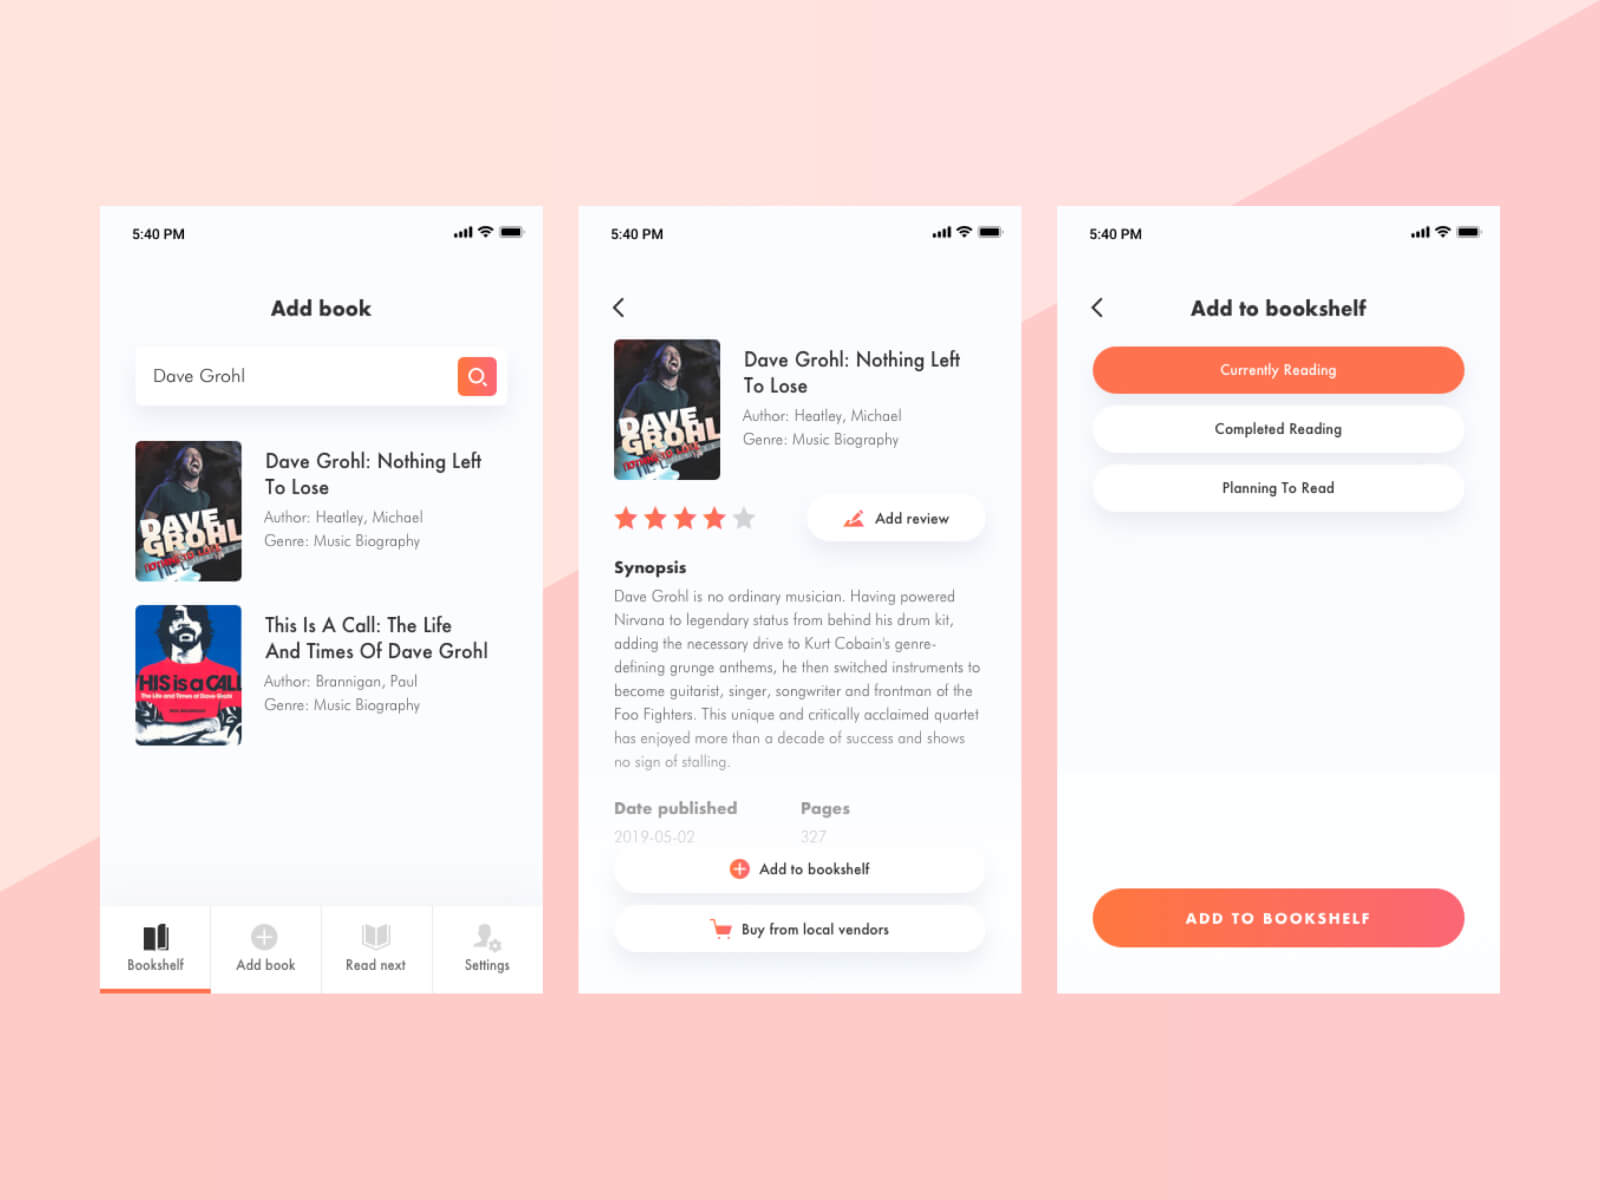 5:40 PM
Add book
Dave Grohl
DAVE
GROHL
NOTHING TO LOSE
Dave Grohl: Nothing Left
To Lose
Author: Heatley, Michael
Genre: Music Biography
THIS is a CALL
The Life and Times of Dave Grohl
This Is A Call: The Life
And Times Of Dave Grohl
Author: Brannigan, Paul
Genre: Music Biography
Bookshelf
Add book
Read next
Settings
5:40 PM
DAVE
GROHL
NOTHING TO LOSE
Dave Grohl: Nothing Left
To Lose
Author: Heatley, Michael
Genre: Music Biography
Add review
Synopsis
Dave Grohl is no ordinary musician. Having powered
Nirvana to legendary status from behind his drum kit,
adding the necessary drive to Kurt Cobain's genre-
defining grunge anthems, he then switched instruments to
become guitarist, singer, songwriter and frontman of the
Foo Fighters. This unique and critically acclaimed quartet
has enjoyed more than a decade of success and shows
no sign of stalling.
Date published
Pages
2019-05-02
327
Add to bookshelf
Buy from local vendors
5:40 PM
Add to bookshelf
Currently Reading
Completed Reading
Planning To Read
ADD TO BOOKSHELF